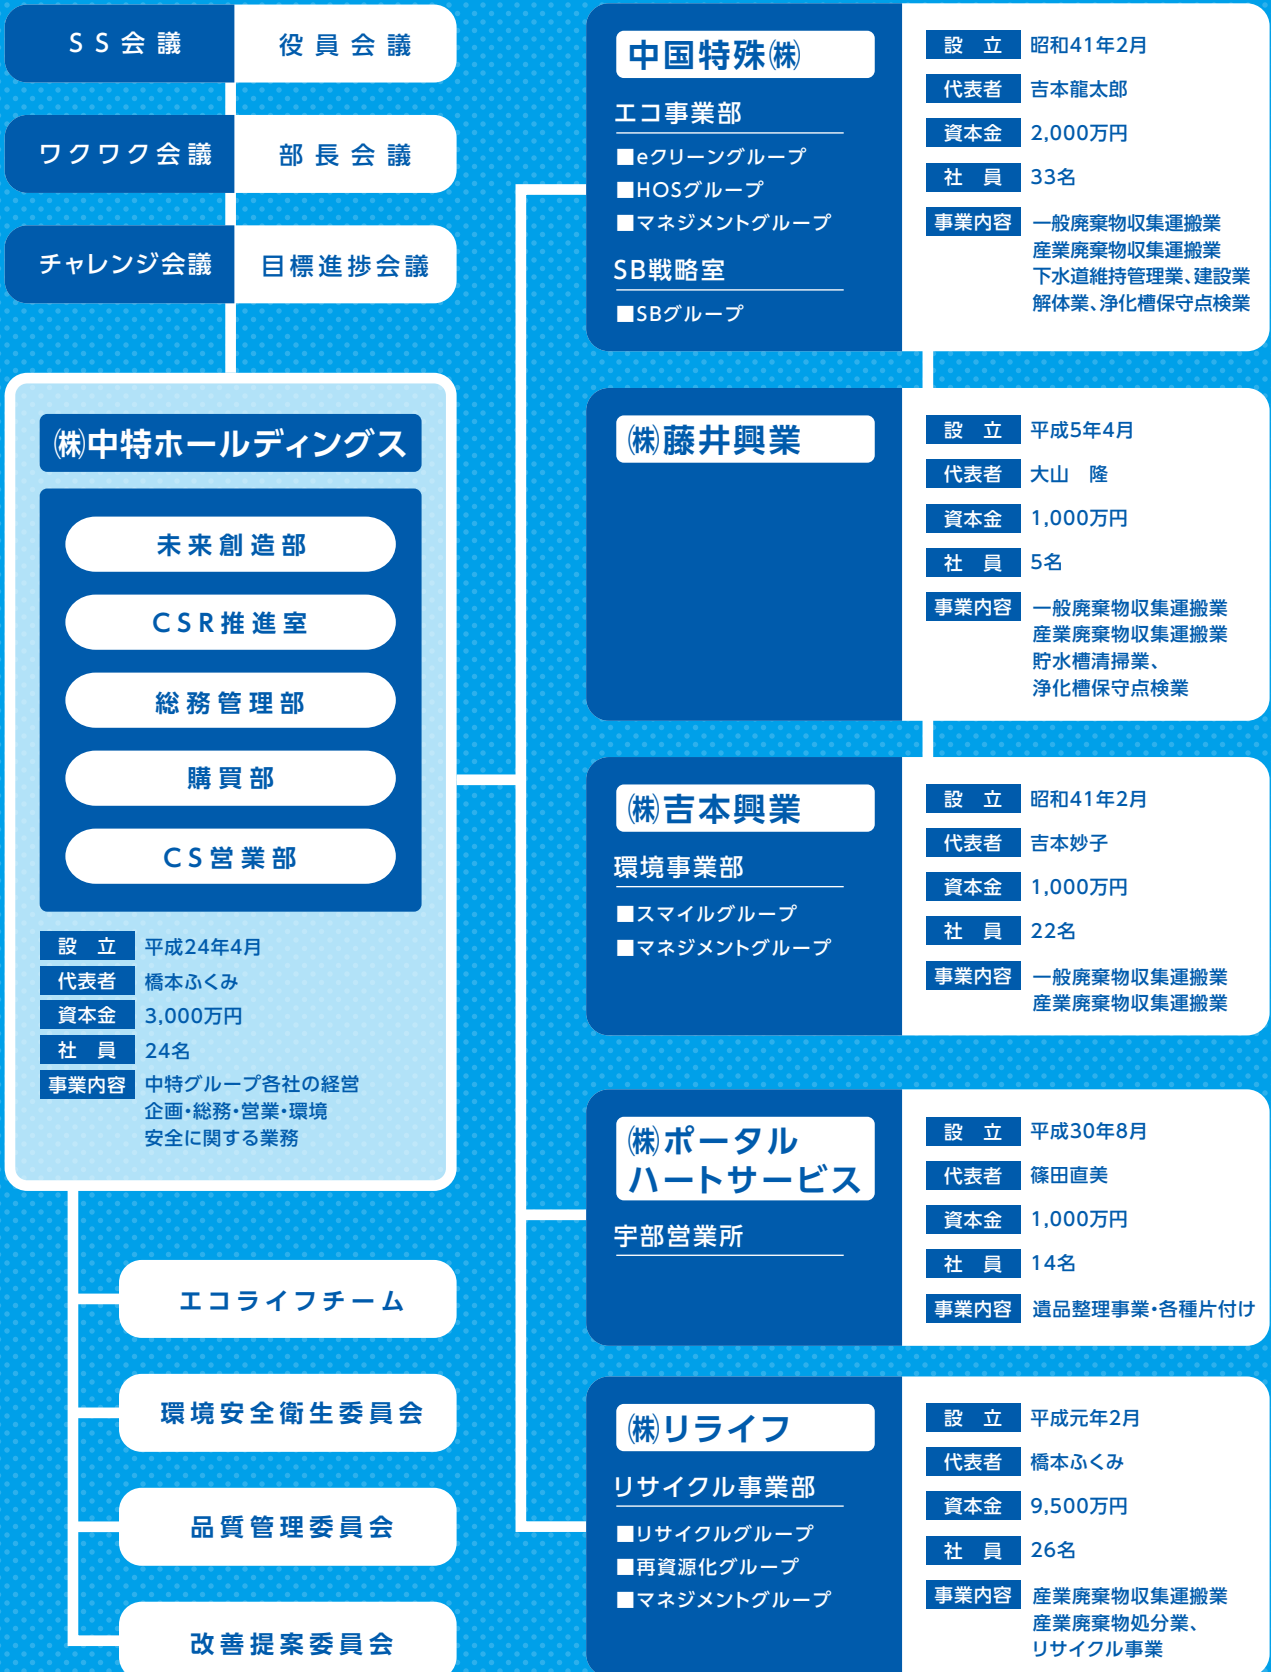 SS会議
役員会議
ワクワク会議
部長会議
チャレンジ会議
目標進捗会議
㈱中特ホールディングス
未来創造部
CSR推進室
総務管理部
購買部
CS営業部
設　立 平成24年4月
代表者 橋本ふくみ
資本金 3,000万円
社　員 24名
事業内容 中特グループ各社の経営
企画・総務・営業・環境
安全に関する業務
エコライフチーム
環境安全衛生委員会
品質管理委員会
改善提案委員会
中国特殊㈱
エコ事業部
■eクリーングループ
■HOSグループ
■マネジメントグループ
SB戦略室
■SBグループ
設　立 昭和41年2月
代表者 吉本龍太郎
資本金 2,000万円
社　員 33名
事業内容 一般廃棄物収集運搬業
産業廃棄物収集運搬業
下水道維持管理業、建設業
解体業、浄化槽保守点検業
㈱藤井興業
設　立 平成5年4月
代表者 大山　隆
資本金 1,000万円
社　員 5名
事業内容 一般廃棄物収集運搬業
産業廃棄物収集運搬業
貯水槽清掃業、
浄化槽保守点検業
㈱吉本興業
環境事業部
■スマイルグループ
■マネジメントグループ
設　立 昭和41年2月
代表者 吉本妙子
資本金 1,000万円
社　員 22名
事業内容 一般廃棄物収集運搬業
産業廃棄物収集運搬業
㈱ポータル
ハートサービス
宇部営業所
設　立 平成30年8月
代表者 篠田直美
資本金 1,000万円
社　員 14名
事業内容 遺品整理事業・各種片付け
㈱リライフ
リサイクル事業部
■リサイクルグループ
■再資源化グループ
■マネジメントグループ
設　立 平成元年2月
代表者 橋本ふくみ
資本金 9,500万円
社　員 26名
事業内容 産業廃棄物収集運搬業
産業廃棄物処分業、
リサイクル事業